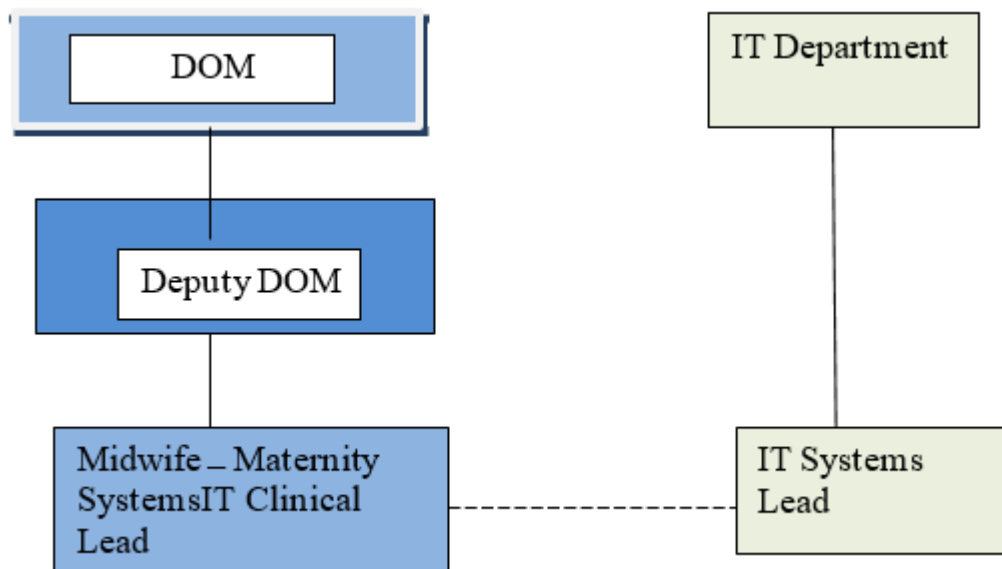 DOM
IT Department
Deputy DOM
Midwife – Maternity
SystemsIT Clinical
Lead
IT Systems
Lead